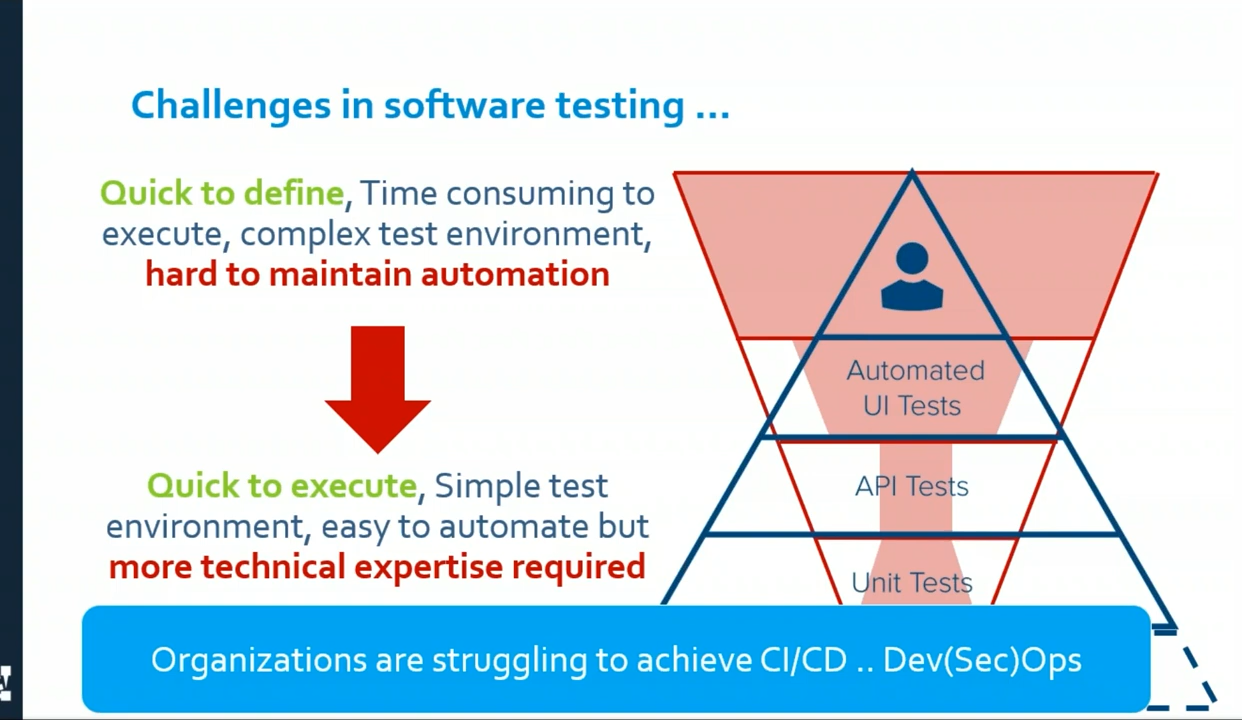 Challenges in software testing ...
Quick to define, Time consuming to
execute, complex test environment,
hard to maintain automation
Quick to execute, Simple test
environment, easy to automate but
more technical expertise required
Automated
UI Tests
API Tests
Unit Tests
Organizations are struggling to achieve CI/CD .. Dev(Sec)Ops